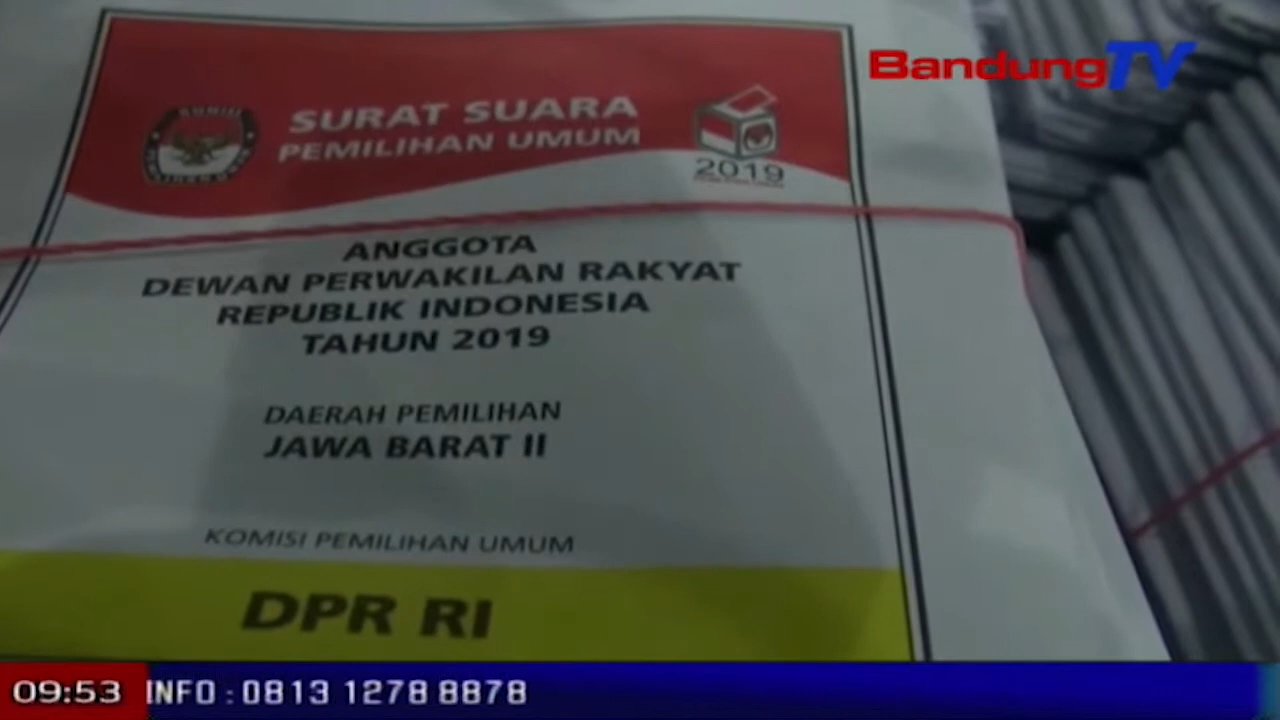 BandungTV
SURAT SUARA
PEMILIHAN UMUM
2019
ANGGOTA
DEWAN PERWAKILAN RAKYAT
REPUBLIK INDONESIA
TAHUN 2019
DAERAH PEMILIHAN
JAWA BARAT II
KOMISI PEMILIHAN UMUM
DPR RI
09:53 INFO : 0813 1278 8878